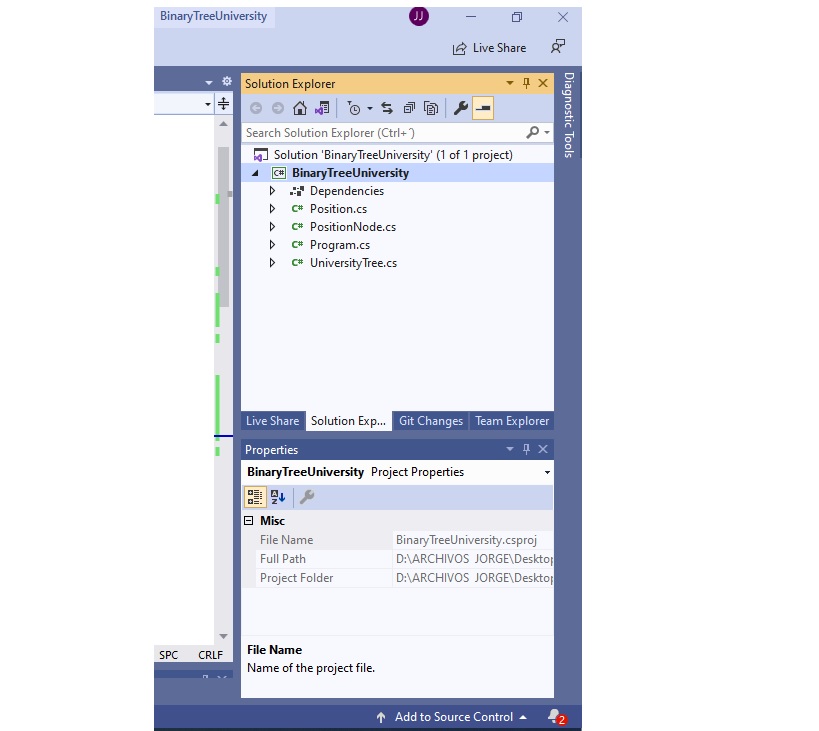 BinaryTreeUniversity
JJ
Live Share
Solution Explorer
Search Solution Explorer (Ctrl+´)
Solution 'BinaryTreeUniversity' (1 of 1 project)
C# BinaryTreeUniversity
Dependencies
C# Position.cs
C# PositionNode.cs
C# Program.cs
C# UniversityTree.cs
Live Share Solution Exp... Git Changes Team Explorer
Properties
BinaryTreeUniversity Project Properties
Misc
File Name BinaryTreeUniversity.csproj
Full Path D:\ARCHIVOS JORGE\Desktop
Project Folder D:\ARCHIVOS JORGE\Desktop
File Name
Name of the project file.
SPC CRLF
Add to Source Control
2
Diagnostic Tools